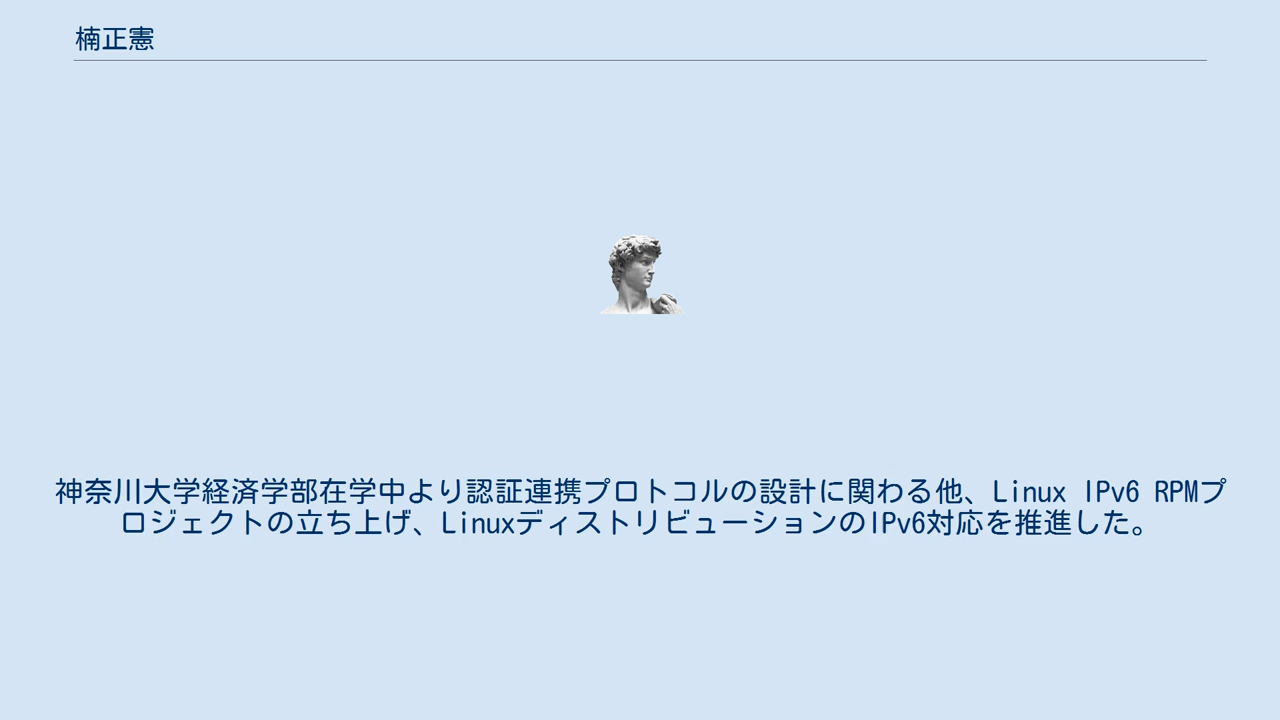 楠正憲
神奈川大学経済学部在学中より認証連携プロトコルの設計に関わる他、Linux IPv6 RPMプ
ロジェクトの立ち上げ、LinuxディストリビューションのIPv6対応を推進した。